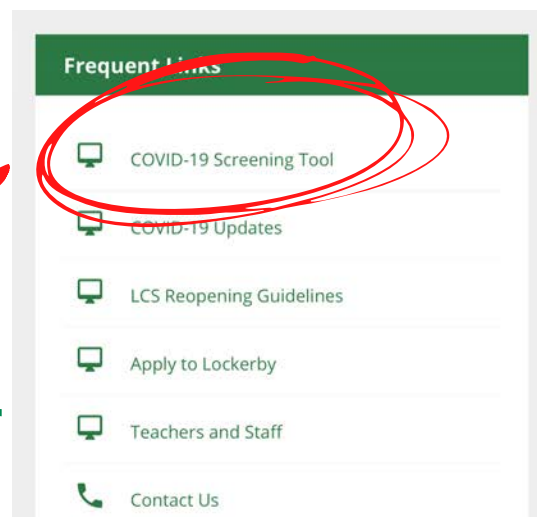 Frequent Links
COVID-19 Screening Tool
COVID-19 Updates
LCS Reopening Guidelines
Apply to Lockerby
Teachers and Staff
Contact Us